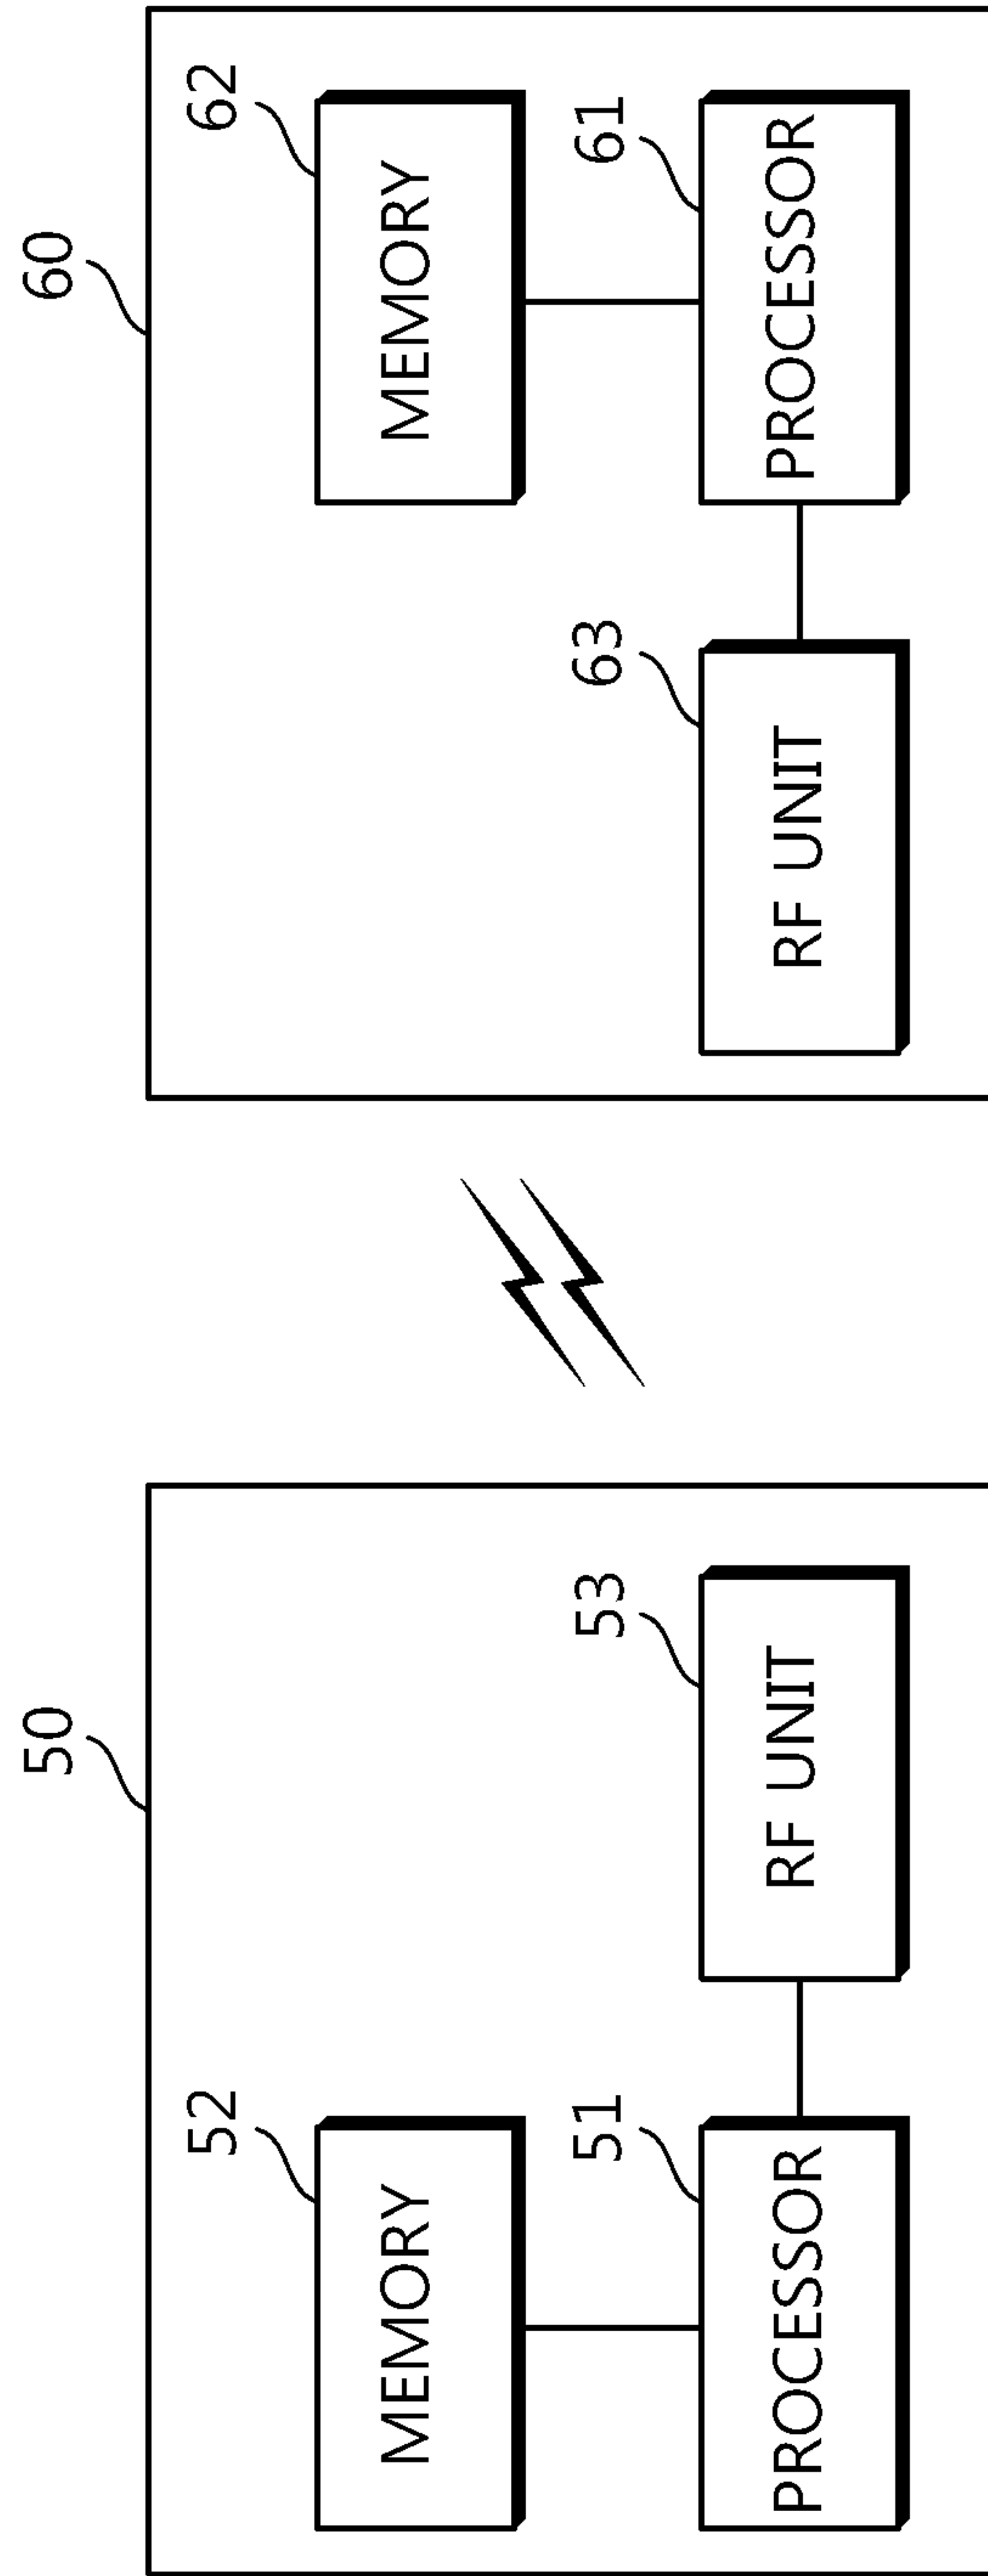 50
52
MEMORY
51
PROCESSOR
53
RF UNIT
60
62
MEMORY
63
RF UNIT
61
PROCESSOR